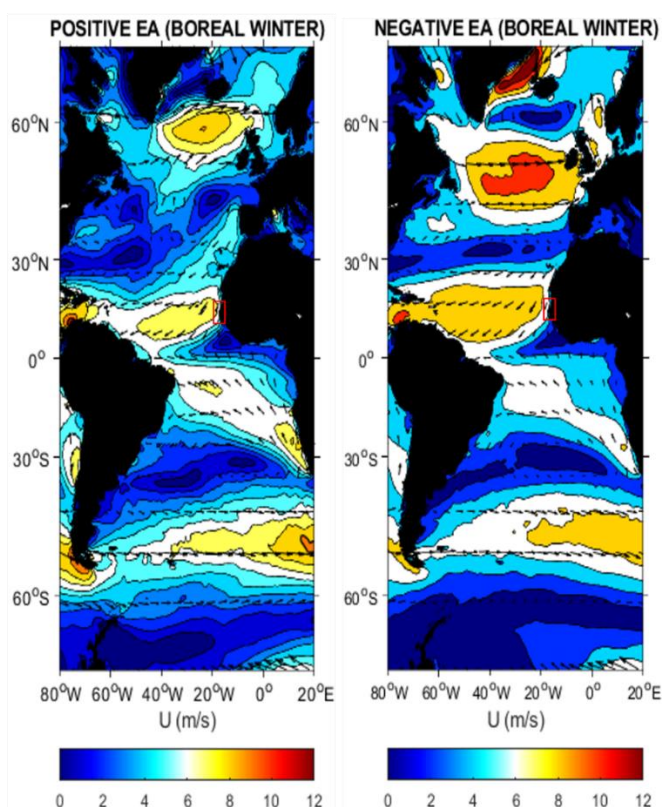 POSITIVE EA (BOREAL WINTER)
60°N
30°N
0°
30°S
60°S
80°W 60°W 40°W 20°W 0° 20°E
U (m/s)
0 2 4 6 8 10 12
NEGATIVE EA (BOREAL WINTER)
60°N
30°N
0°
30°S
60°S
80°W 60°W 40°W 20°W 0° 20°E
U (m/s)
0 2 4 6 8 10 12